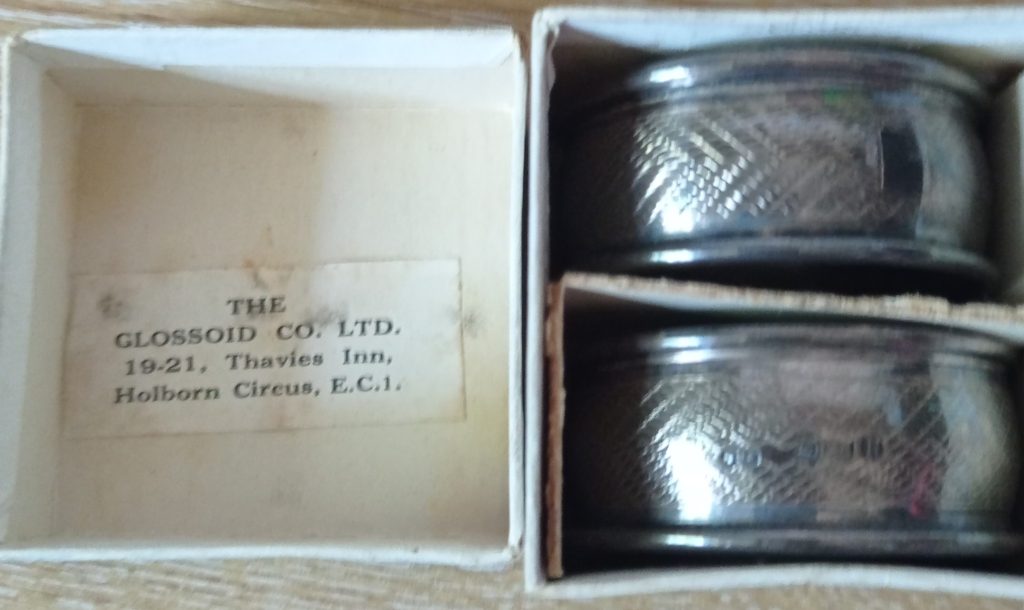 THE
GLOSSOID CO. LTD.
19-21, Thavies Inn,
Holborn Circus, E.C.1.